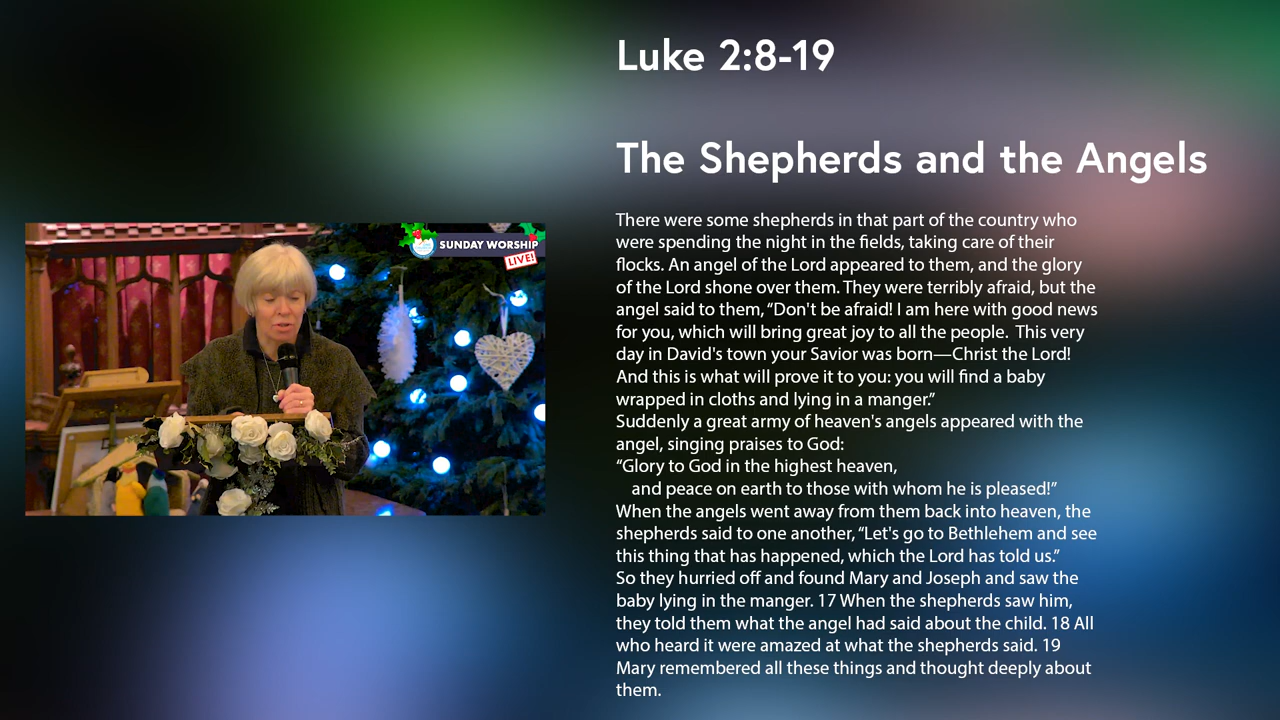 Luke 2:8-19
The Shepherds and the Angels
There were some shepherds in that part of the country who
were spending the night in the fields, taking care of their
flocks. An angel of the Lord appeared to them, and the glory
of the Lord shone over them. They were terribly afraid, but the
angel said to them, “Don't be afraid! I am here with good news
for you, which will bring great joy to all the people.  This very
day in David's town your Savior was born—Christ the Lord!
And this is what will prove it to you: you will find a baby
wrapped in cloths and lying in a manger.”
Suddenly a great army of heaven's angels appeared with the
angel, singing praises to God:
“Glory to God in the highest heaven,
and peace on earth to those with whom he is pleased!”
When the angels went away from them back into heaven, the
shepherds said to one another, “Let's go to Bethlehem and see
this thing that has happened, which the Lord has told us.”
So they hurried off and found Mary and Joseph and saw the
baby lying in the manger. 17 When the shepherds saw him,
they told them what the angel had said about the child. 18 All
who heard it were amazed at what the shepherds said. 19
Mary remembered all these things and thought deeply about
them.
SUNDAY WORSHIP
LIVE!